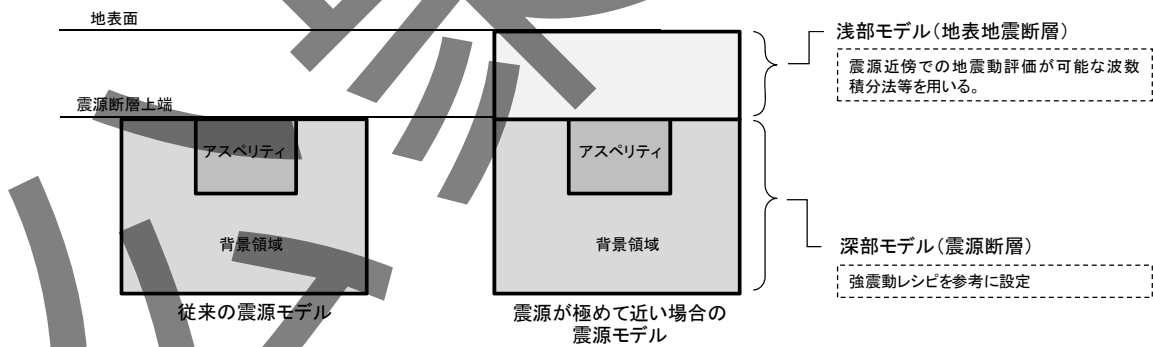 地表面
浅部モデル(地表地震断層)
震源近傍での地震動評価が可能な波数
積分法等を用いる。
震源断層上端
アスペリティ
アスペリティ
背景領域
背景領域
深部モデル(震源断層)
強震動レシピを参考に設定
従来の震源モデル
震源が極めて近い場合の
震源モデル